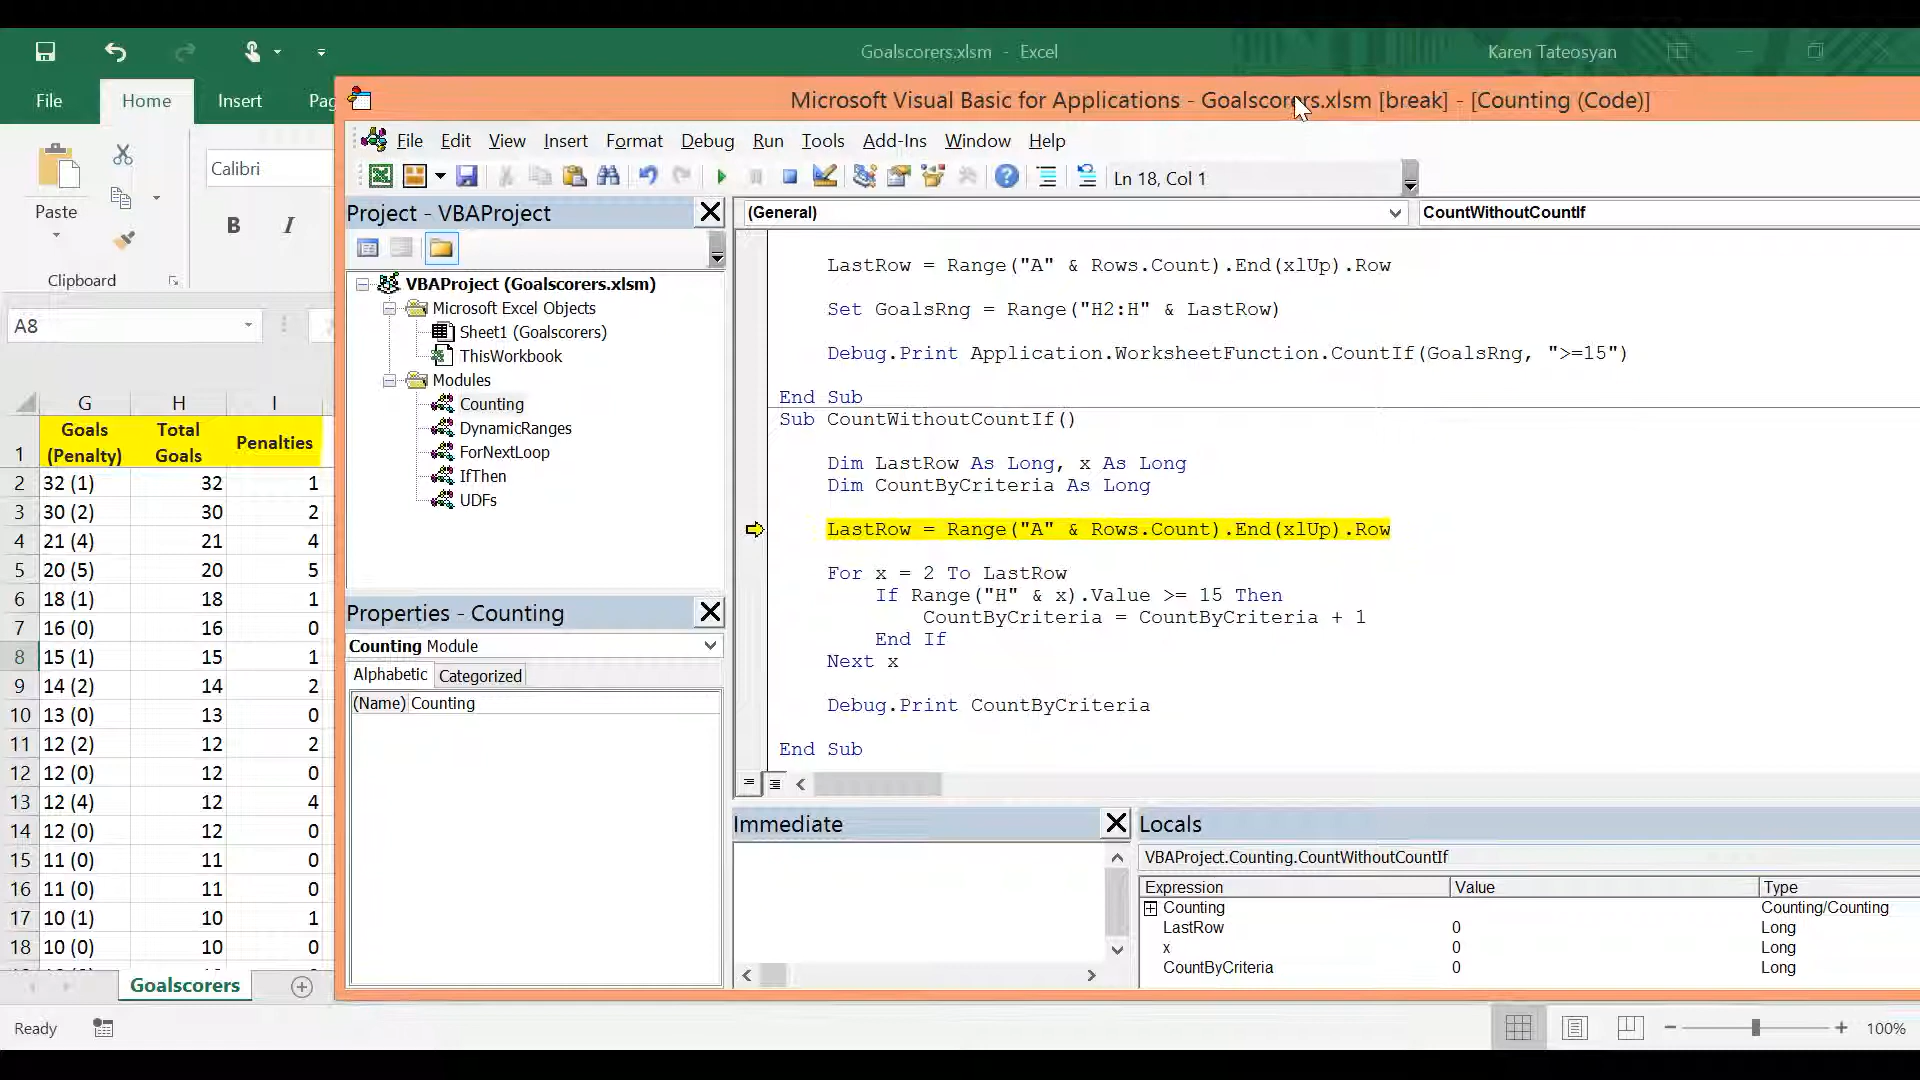 Goalscorers.xlsm - Excel
Karen Tateosyan
File
Home
Insert
Pag
Microsoft Visual Basic for Applications - Goalscorers.xlsm [break] - [Counting (Code)]
File Edit View Insert Format Debug Run Tools Add-Ins Window Help
Calibri
Paste
B I
Clipboard
A8
Ln 18, Col 1
Project - VBAProject
(General)
CountWithoutCountIf
VBAProject (Goalscorers.xlsm)
Microsoft Excel Objects
Sheet1 (Goalscorers)
ThisWorkbook
Modules
Counting
DynamicRanges
ForNextLoop
IfThen
UDFs
LastRow = Range("A" & Rows.Count).End(xlUp).Row
Set GoalsRng = Range("H2:H" & LastRow)
Debug.Print Application.WorksheetFunction.CountIf(GoalsRng, ">=15")
End Sub
Sub CountWithoutCountIf()
Dim LastRow As Long, x As Long
Dim CountByCriteria As Long
LastRow = Range("A" & Rows.Count).End(xlUp).Row
For x = 2 To LastRow
If Range("H" & x).Value >= 15 Then
CountByCriteria = CountByCriteria + 1
End If
Next x
Debug.Print CountByCriteria
End Sub
G H I
1 Goals (Penalty) Total Goals Penalties
2 32 (1) 32 1
3 30 (2) 30 2
4 21 (4) 21 4
5 20 (5) 20 5
6 18 (1) 18 1
7 16 (0) 16 0
8 15 (1) 15 1
9 14 (2) 14 2
10 13 (0) 13 0
11 12 (2) 12 2
12 12 (0) 12 0
13 12 (4) 12 4
14 12 (0) 12 0
15 11 (0) 11 0
16 11 (0) 11 0
17 10 (1) 10 1
18 10 (0) 10 0
Properties - Counting
Counting Module
Alphabetic Categorized
(Name) Counting
Immediate
Locals
VBAProject.Counting.CountWithoutCountIf
Expression Value Type
Counting Counting/Counting
LastRow 0 Long
x 0 Long
CountByCriteria 0 Long
Goalscorers
Ready
100%